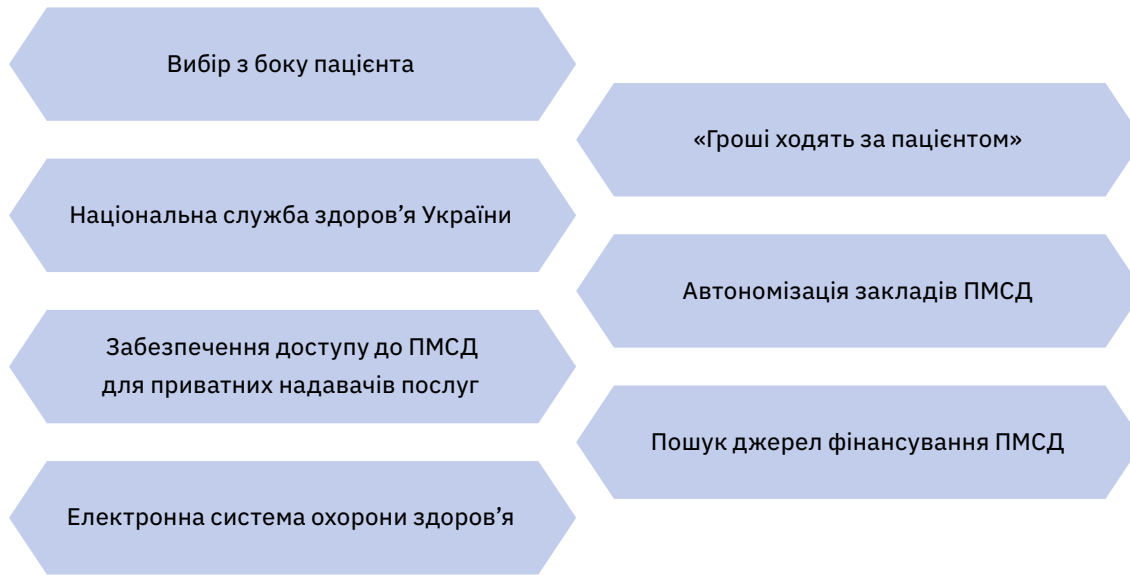 Вибір з боку пацієнта
«Гроші ходять за пацієнтом»
Національна служба здоров’я України
Автономізація закладів ПМСД
Забезпечення доступу до ПМСД
для приватних надавачів послуг
Пошук джерел фінансування ПМСД
Електронна система охорони здоров’я